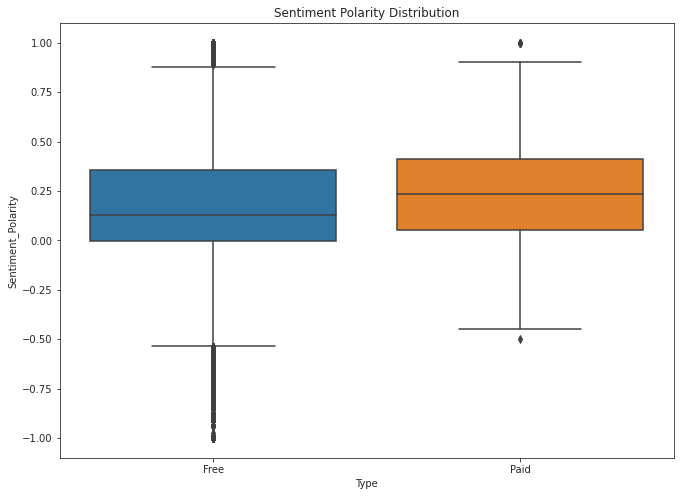 Sentiment Polarity Distribution
1.00
0.75
0.50
0.25
0.00
−0.25
−0.50
−0.75
−1.00
Sentiment_Polarity
Free
Paid
Type